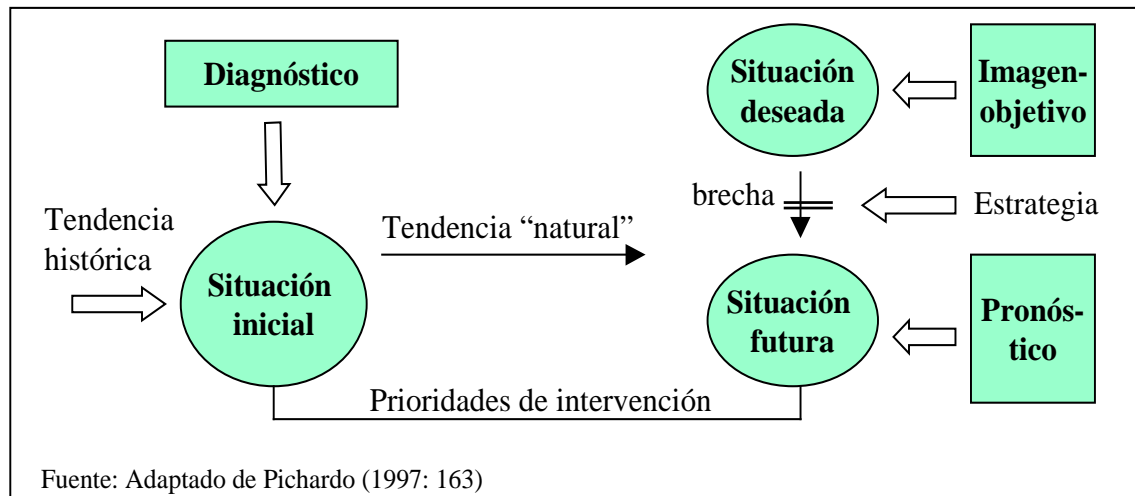 Diagnóstico
Situación
deseada
Imagen-
objetivo
brecha
Estrategia
Tendencia
histórica
Tendencia “natural”
Situación
inicial
Situación
futura
Pronós-
tico
Prioridades de intervención
Fuente: Adaptado de Pichardo (1997: 163)